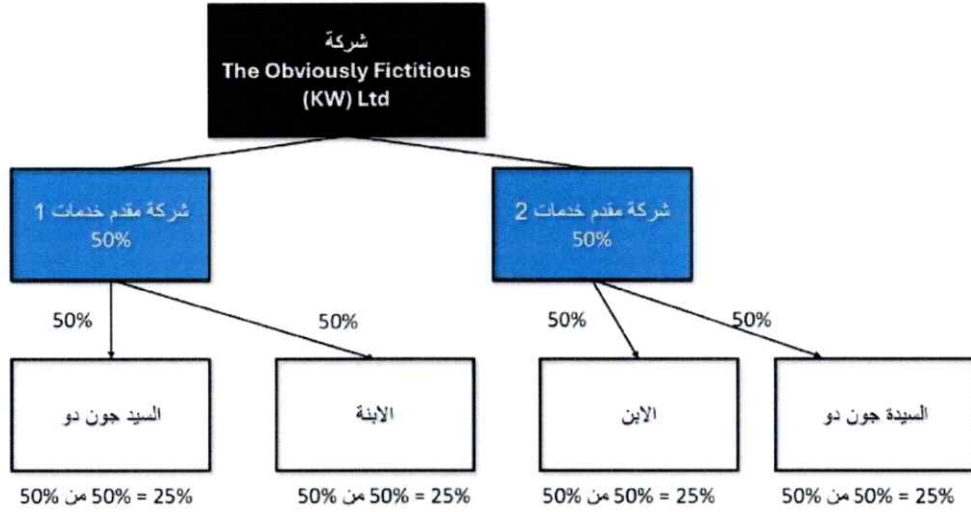 شركة
The Obviously Fictitious
(KW) Ltd
شركة مقدم خدمات 1
50%
شركة مقدم خدمات 2
50%
50%
50%
50%
50%
السيد جون دو
الابنة
الابن
السيدة جون دو
50% من 50% = 25%
50% من 50% = 25%
50% من 50% = 25%
50% من 50% = 25%